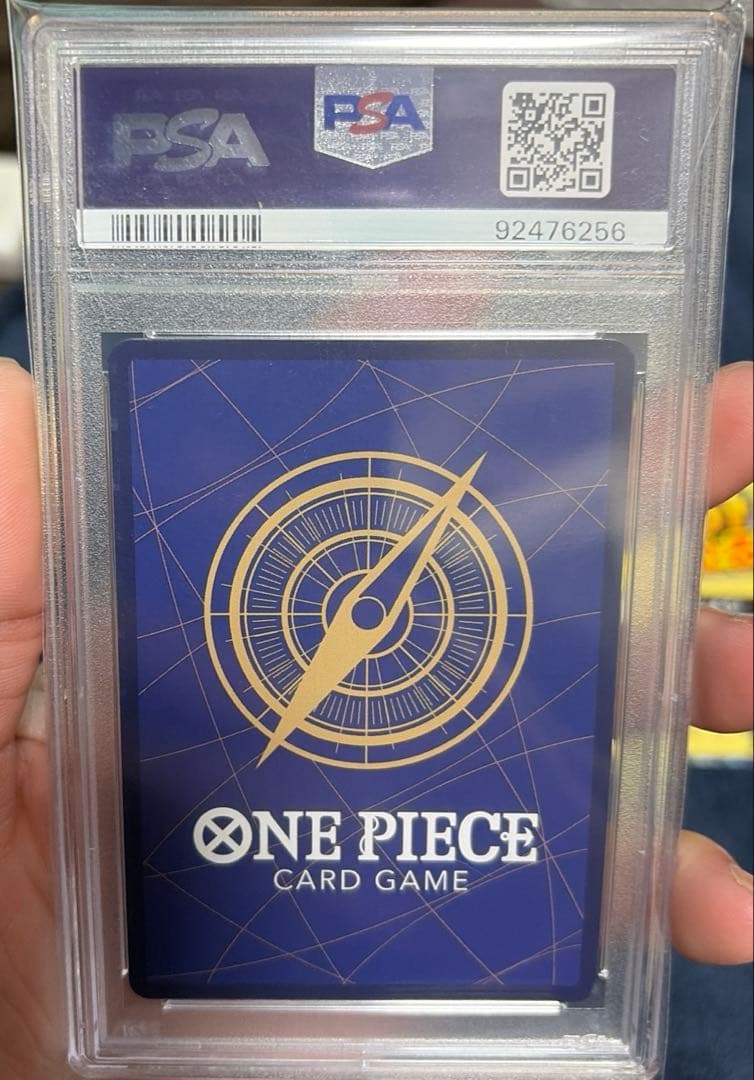 PSA
PSA
92476256
ONE PIECE
CARD GAME